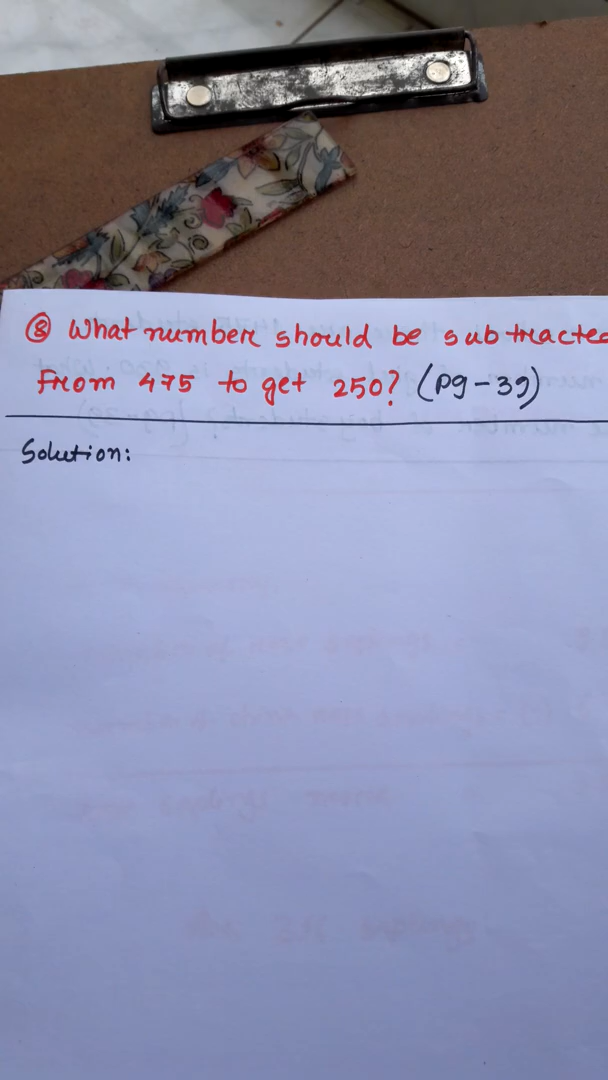 ⑧ What number should be subtracted
From 475 to get 250? (pg-39)
Solution: